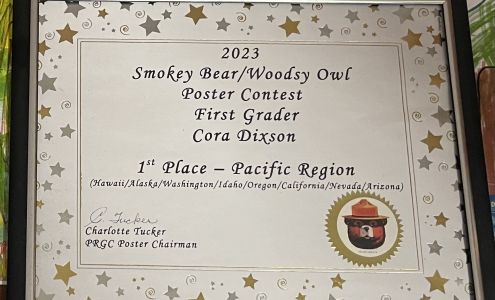 2023
Smokey Bear/Woodsy Owl
Poster Contest
First Grader
Cora Dixson
1st Place – Pacific Region
(Hawaii/Alaska/Washington/Idaho/Oregon/California/Nevada/Arizona)
C. Tucker
Charlotte Tucker
PRGC Poster Chairman